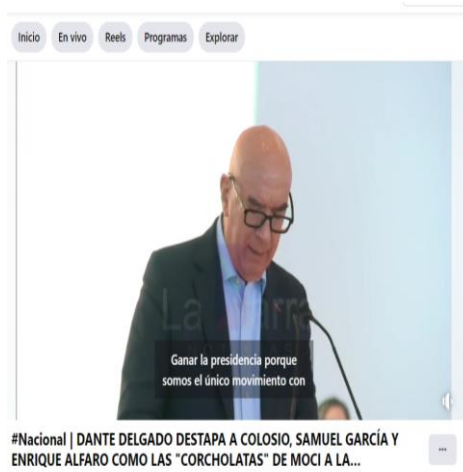 Inicio En vivo Reels Programas Explorar
La
Ganar la presidencia porque
somos el único movimiento con
#Nacional | DANTE DELGADO DESTAPA A COLOSIO, SAMUEL GARCÍA Y
ENRIQUE ALFARO COMO LAS "CORCHOLATAS" DE MOCI A LA...